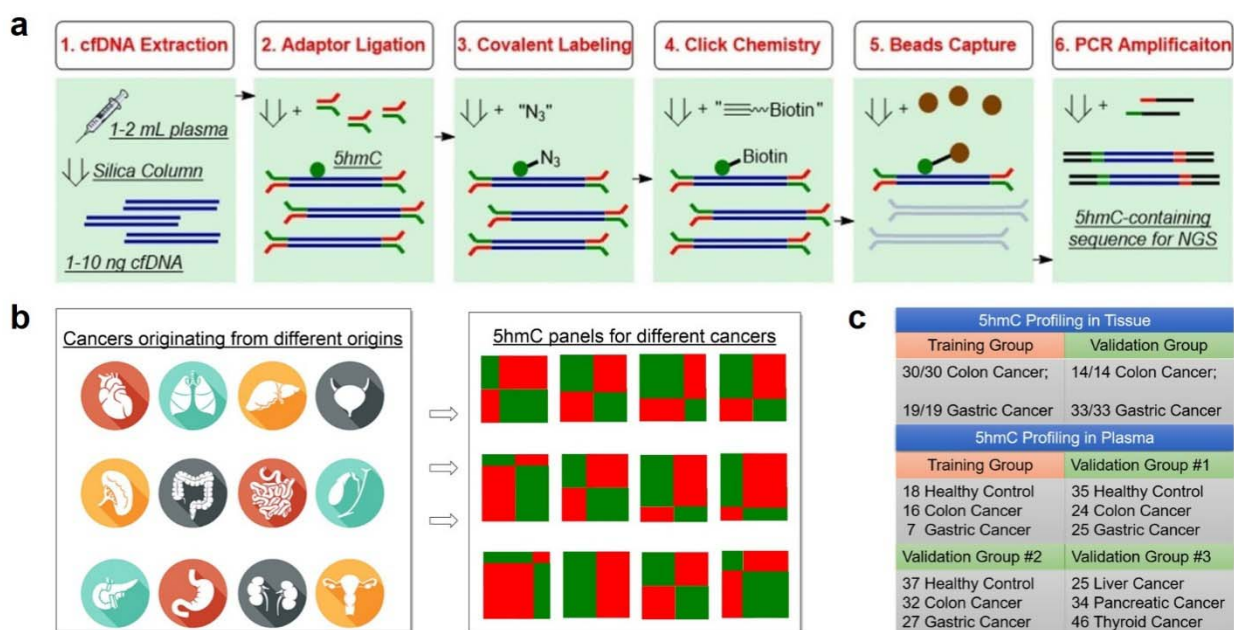 a
1. cfDNA Extraction
2. Adaptor Ligation
3. Covalent Labeling
4. Click Chemistry
5. Beads Capture
6. PCR Amplificaiton
1-2 mL plasma
Silica Column
1-10 ng cfDNA
+
5hmC
+ "N₃"
N₃
+ " Biotin"
Biotin
+
+
5hmC-containing
sequence for NGS
b
Cancers originating from different origins
5hmC panels for different cancers
c
5hmC Profiling in Tissue
Training Group Validation Group
30/30 Colon Cancer; 14/14 Colon Cancer;
19/19 Gastric Cancer 33/33 Gastric Cancer
5hmC Profiling in Plasma
Training Group Validation Group #1
18 Healthy Control 35 Healthy Control
16 Colon Cancer 24 Colon Cancer
7 Gastric Cancer 25 Gastric Cancer
Validation Group #2 Validation Group #3
37 Healthy Control 25 Liver Cancer
32 Colon Cancer 34 Pancreatic Cancer
27 Gastric Cancer 46 Thyroid Cancer